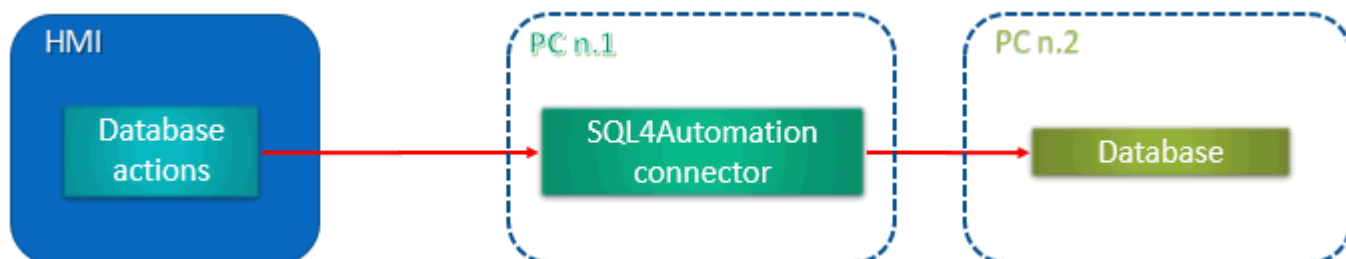 HMI
Database
actions
PC n.1
SQL4Automation
connector
PC n.2
Database